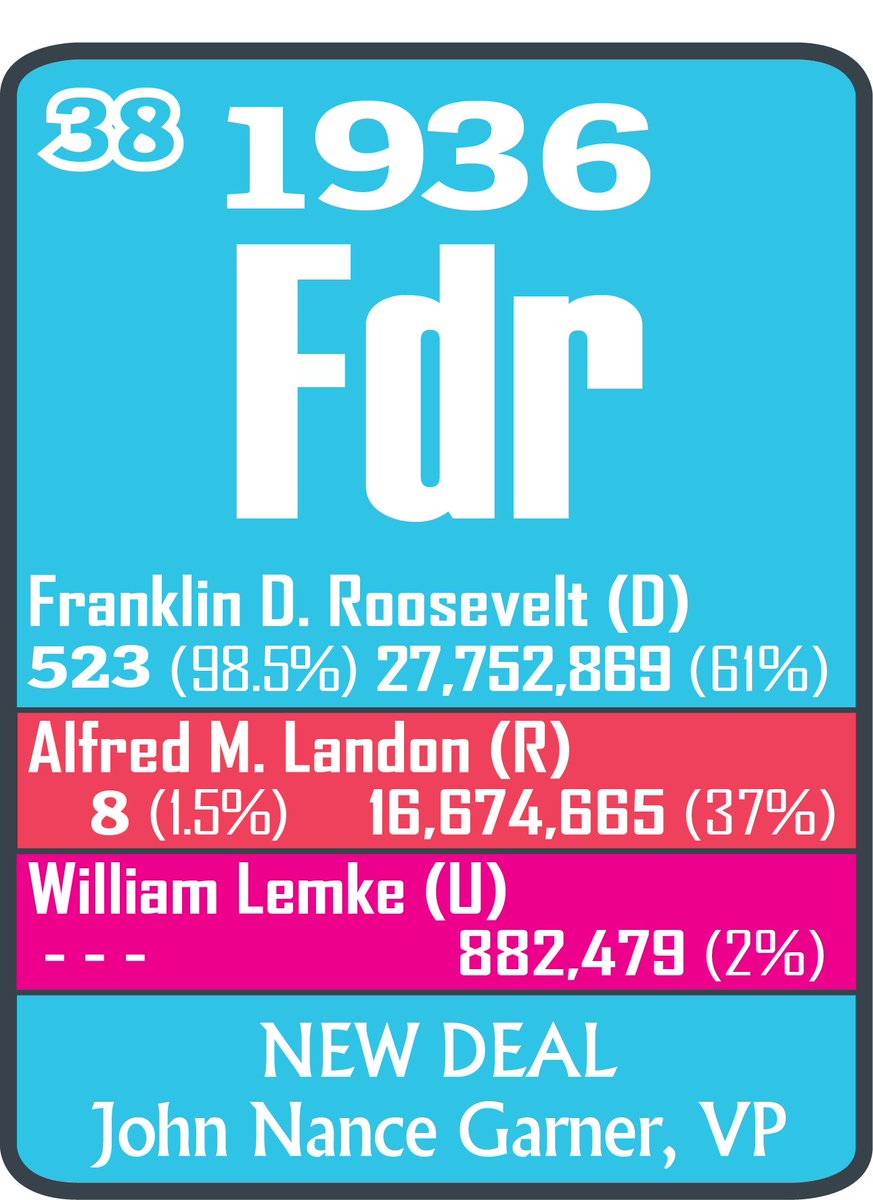 38 1936
Fdr
Franklin D. Roosevelt (D)
523 (98.5%) 27,752,869 (61%)
Alfred M. Landon (R)
8 (1.5%) 16,674,665 (37%)
William Lemke (U)
- - - 882,479 (2%)
NEW DEAL
John Nance Garner, VP